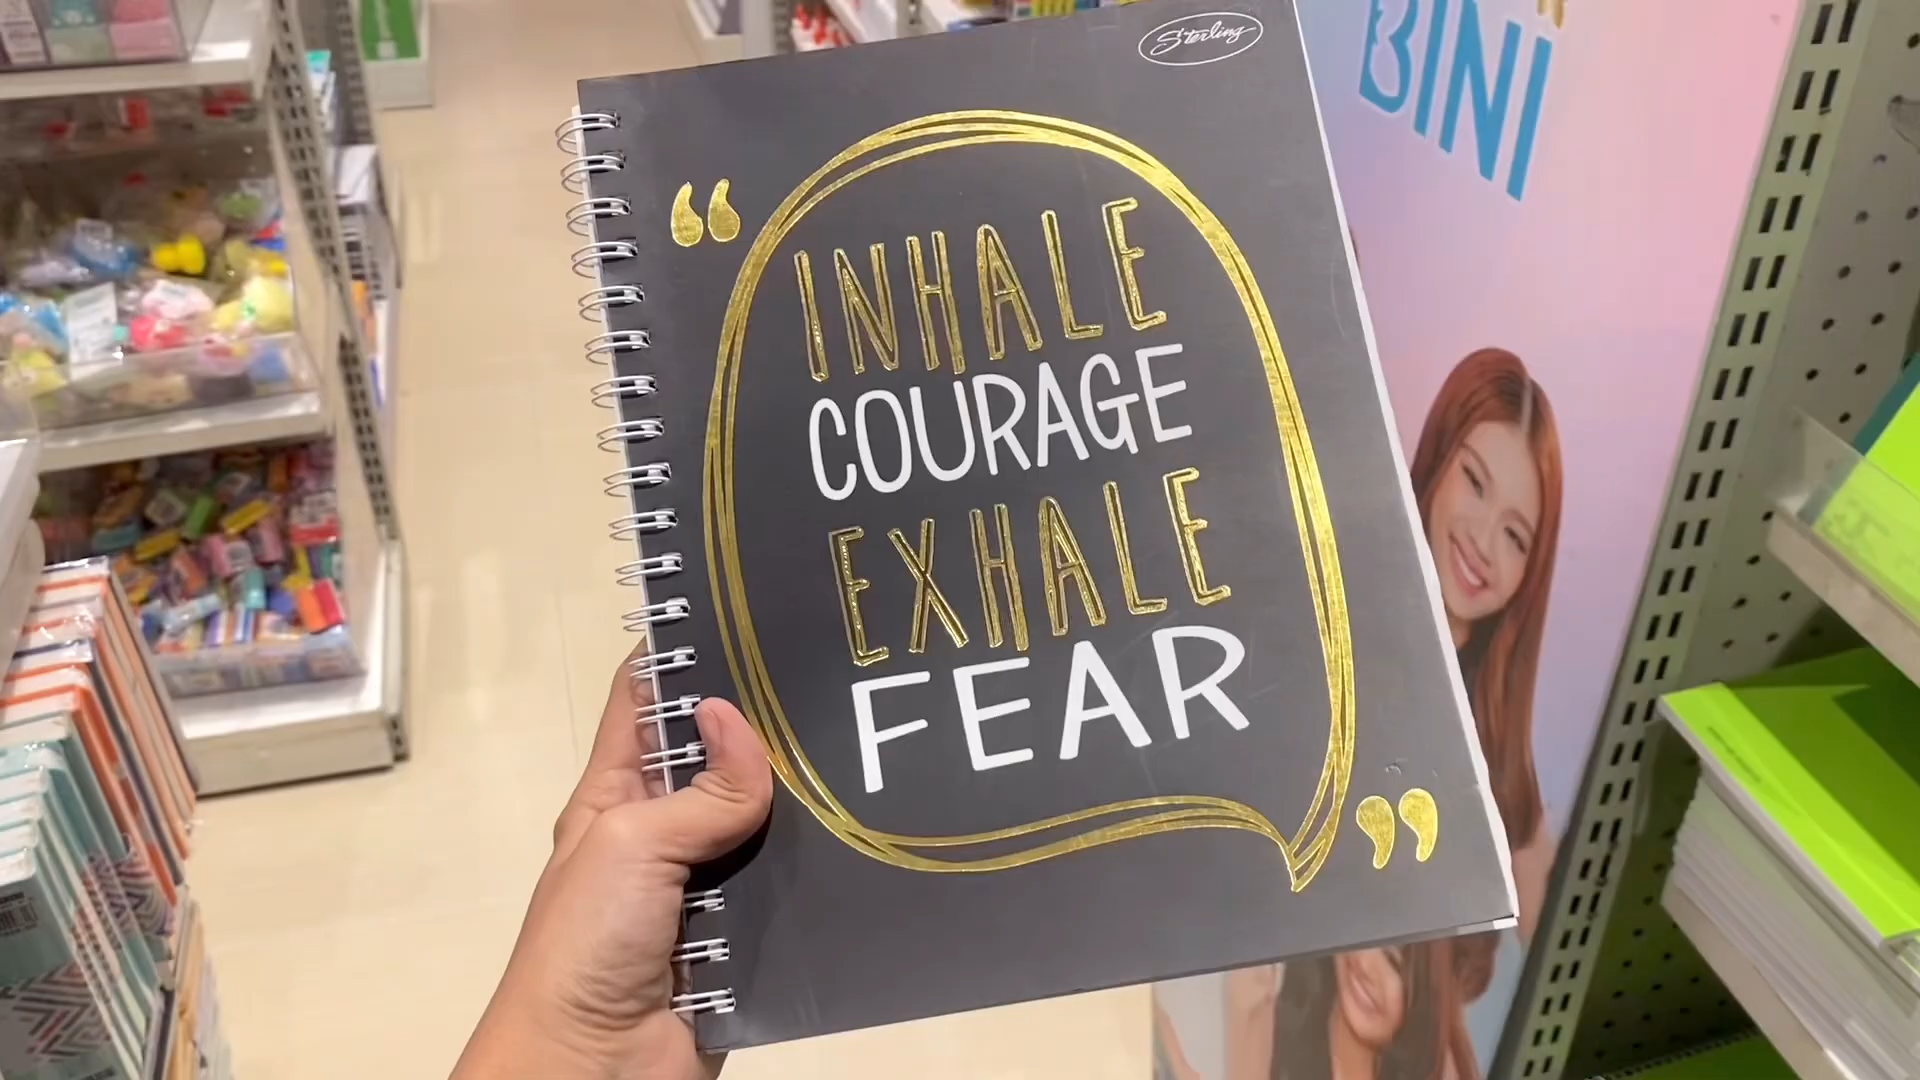 Sterling
BINI
“
INHALE
COURAGE
EXHALE
FEAR
”